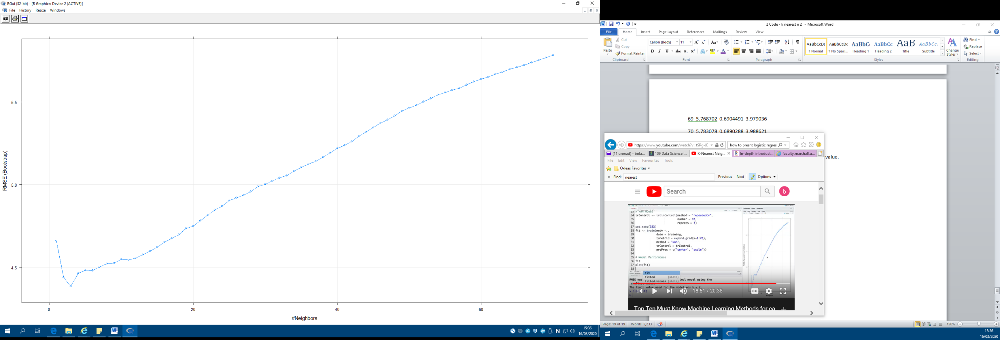 RGui (32-bit) - [R Graphics: Device 2 (ACTIVE)]
File History Resize Windows
5.5
5.0
4.5
RMSE (Bootstrap)
0 20 40 60
#Neighbors
15:36
16/03/2020
2 Code - k nearest n 2 - Microsoft Word
File Home Insert Page Layout References Mailings Review View
Paste
Cut
Copy
Format Painter
Clipboard
Calibri (Body) 11
Font
Paragraph
AaBbCcDc AaBbCcDc AaBbC AaBbCc AaB AaBbCc.
¶ Normal ¶ No Spaci... Heading 1 Heading 2 Title Subtitle
Change Styles
Styles
Find
Replace
Select
Editing
69 5.768702 0.6904491 3.979036
70 5.783078 0.6890288 3.988621
value.
https://www.youtube.com/watch?v=tSPg-JE
how to presnt logistic regres
(11 unread) - bola... 109 Data Science I... K-Nearest Neig... In-depth introduct... faculty.marshall.u...
File Edit View Favourites Tools
Oxleas Favorites
Find: nearest Previous Next Options
Search
b
53 # KNN Model
54 trControl <- trainControl(method = 'repeatedcv',
55 number = 10,
56 repeats = 3)
57 set.seed(333)
58 fit <- train(medv ~.,
59 data = training,
60 tuneGrid = expand.grid(k=1:70),
61 method = 'knn',
62 trControl = trControl,
63 preProc = c('center', 'scale'))
64
65 # Model Performance
66 fit
67 plot(fit)
68
fit
fitted {stats}
fitted.values {stats}
RMSE was imal model using the
smallest value.
The final value used for the model was k = 2.
18:51 / 20:38
CC
Top Ten Must Know Machine Learning Methods for ca
Page: 19 of 19 Words: 2,233 120%
15:36
16/03/2020